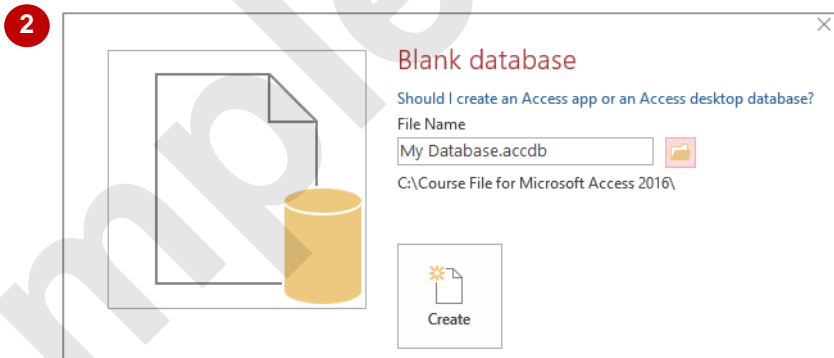 2
Blank database
Should I create an Access app or an Access desktop database?
File Name
My Database.accdb
C:\Course File for Microsoft Access 2016\
Create